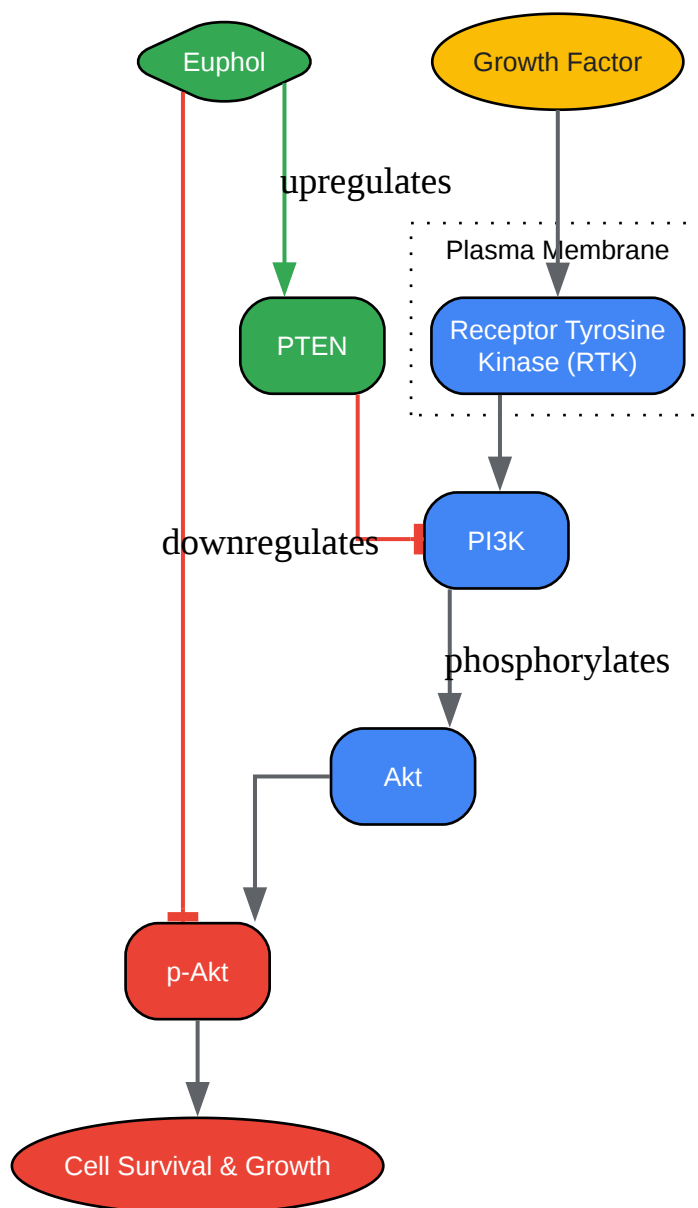 Euphol
Growth Factor
upregulates
Plasma Membrane
PTEN
Receptor Tyrosine
Kinase (RTK)
downregulates
PI3K
phosphorylates
Akt
p-Akt
Cell Survival & Growth